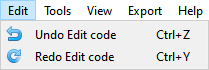 Edit Tools View Export Help
Undo Edit code Ctrl+Z
Redo Edit code Ctrl+Y